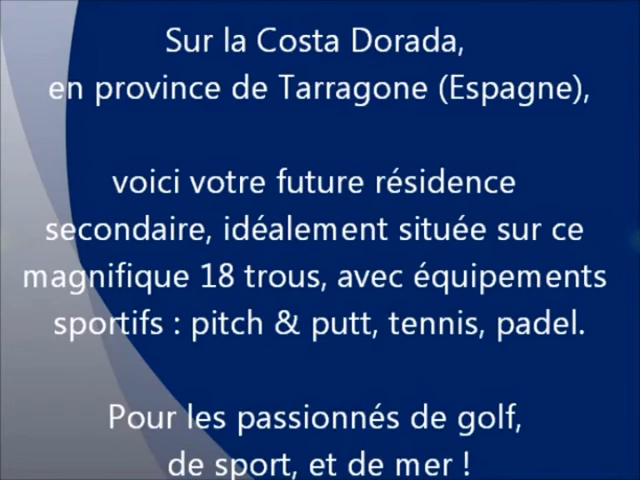 Sur la Costa Dorada,
en province de Tarragone (Espagne),
voici votre future résidence
secondaire, idéalement située sur ce
magnifique 18 trous, avec équipements
sportifs : pitch & putt, tennis, padel.
Pour les passionnés de golf,
de sport, et de mer !